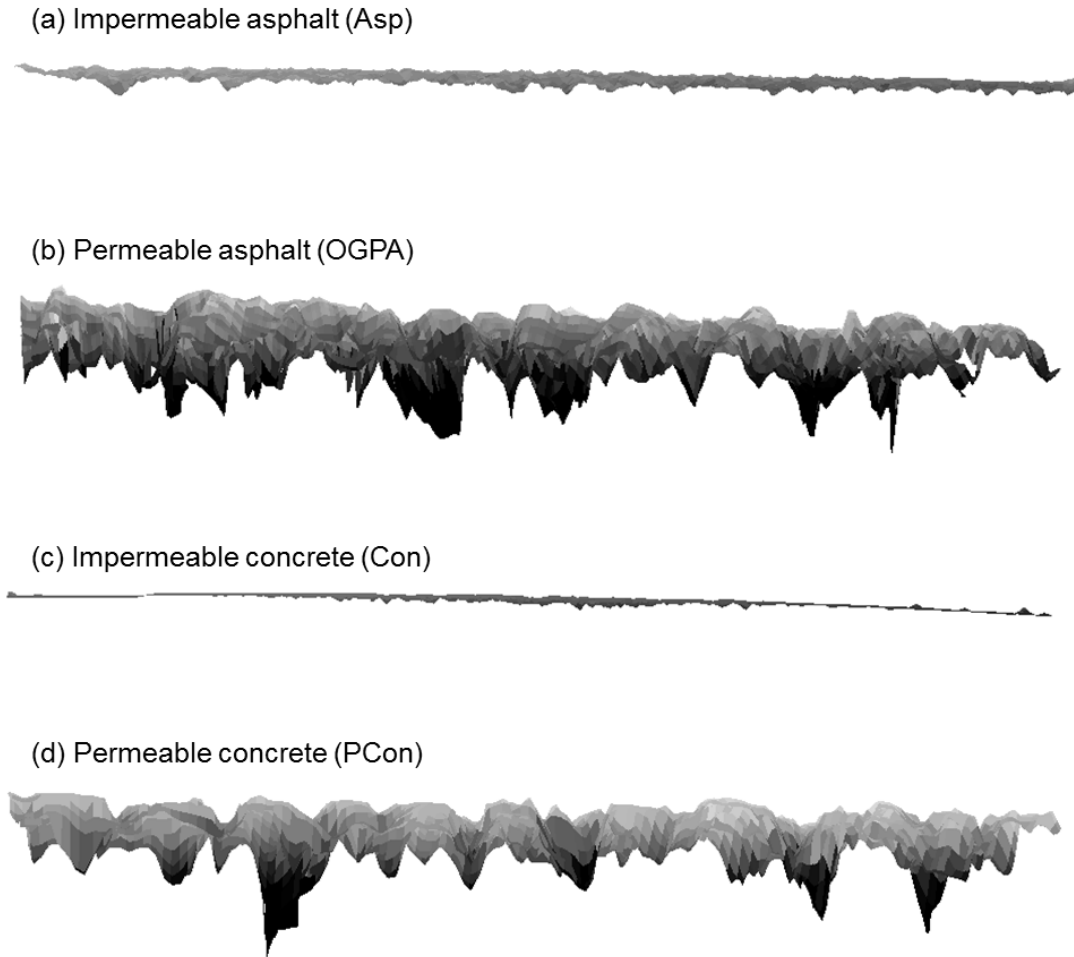 (a) Impermeable asphalt (Asp)
(b) Permeable asphalt (OGPA)
(c) Impermeable concrete (Con)
(d) Permeable concrete (PCon)